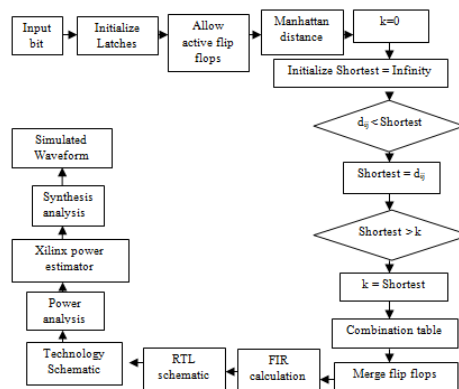 Input
bit
Initialize
Latches
Allow
active flip
flops
Manhattan
distance
k=0
Initialize Shortest = Infinity
dij < Shortest
Shortest = dij
Shortest > k
k = Shortest
Combination table
Merge flip flops
FIR
calculation
RTL
schematic
Technology
Schematic
Power
analysis
Xilinx power
estimator
Synthesis
analysis
Simulated
Waveform